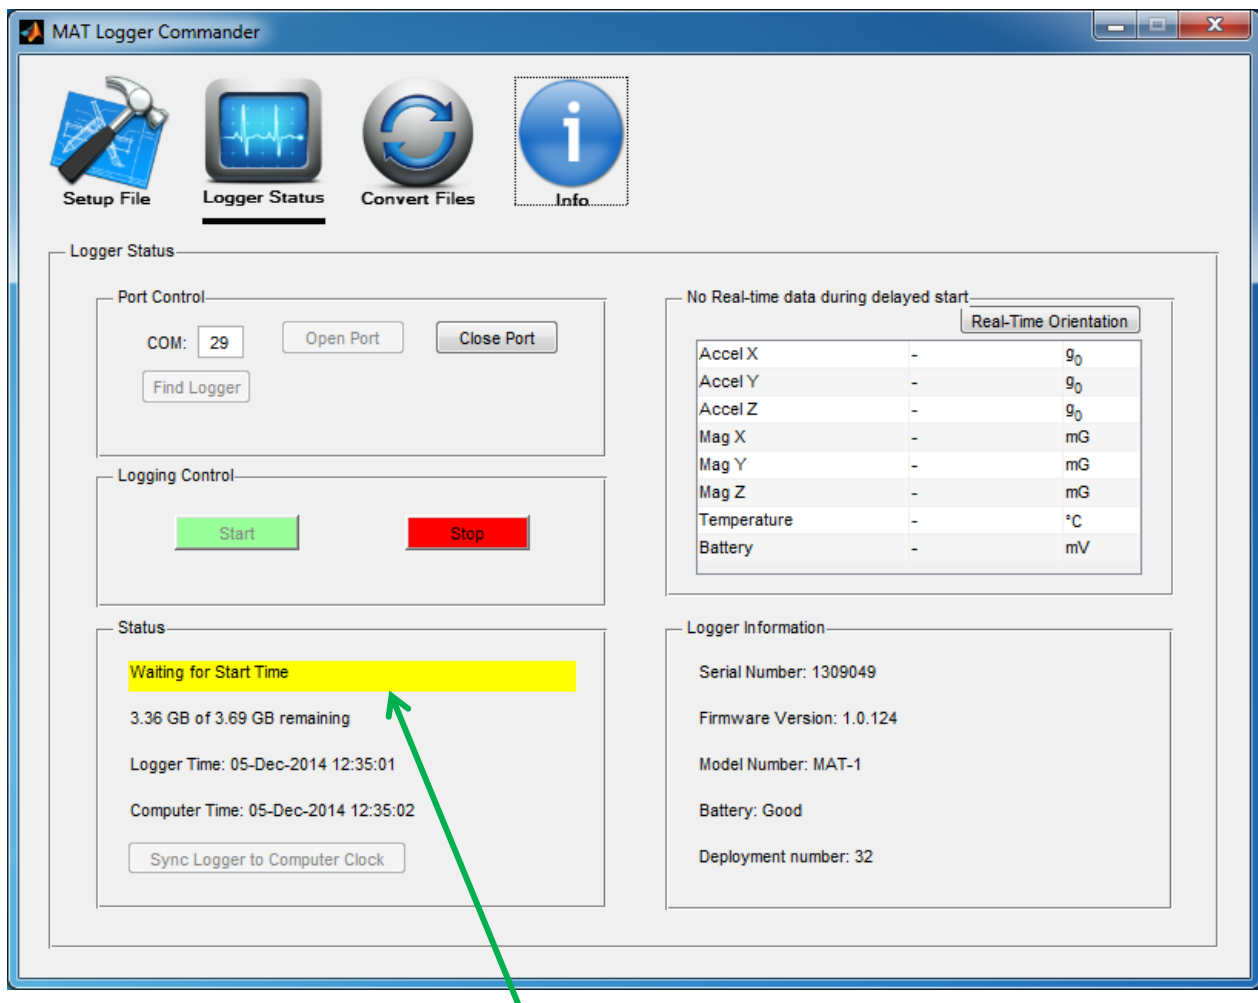 MAT Logger Commander
Setup File
Logger Status
Convert Files
Info
Logger Status
Port Control
COM: 29
Open Port
Close Port
Find Logger
Logging Control
Start
Stop
Status
Waiting for Start Time
3.36 GB of 3.69 GB remaining
Logger Time: 05-Dec-2014 12:35:01
Computer Time: 05-Dec-2014 12:35:02
Sync Logger to Computer Clock
No Real-time data during delayed start
Real-Time Orientation
Accel X - g0
Accel Y - g0
Accel Z - g0
Mag X - mG
Mag Y - mG
Mag Z - mG
Temperature - °C
Battery - mV
Logger Information
Serial Number: 1309049
Firmware Version: 1.0.124
Model Number: MAT-1
Battery: Good
Deployment number: 32